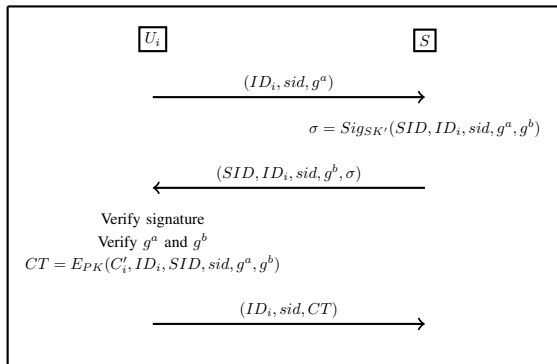 U_i S
(ID_i, sid, g^a)
σ = Sig_{SK'}(SID, ID_i, sid, g^a, g^b)
(SID, ID_i, sid, g^b, σ)
Verify signature
Verify g^a and g^b
CT = E_{PK}(C'_i, ID_i, SID, sid, g^a, g^b)
(ID_i, sid, CT)